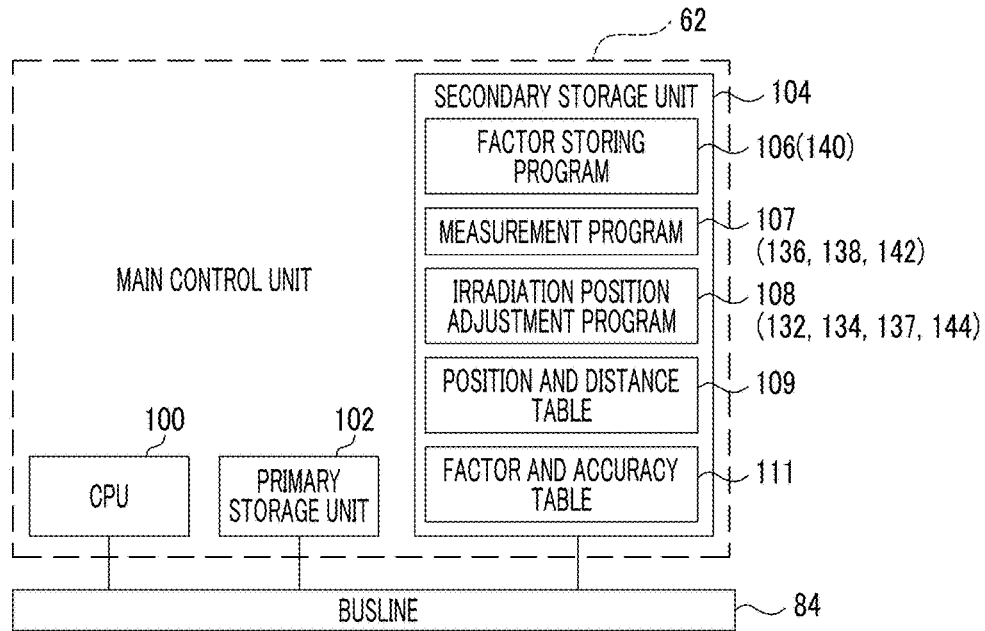 62
SECONDARY STORAGE UNIT
104
FACTOR STORING
PROGRAM
106(140)
MEASUREMENT PROGRAM
107
(136, 138, 142)
MAIN CONTROL UNIT
IRRADIATION POSITION
ADJUSTMENT PROGRAM
108
(132, 134, 137, 144)
POSITION AND DISTANCE
TABLE
109
100
102
CPU
PRIMARY
STORAGE UNIT
FACTOR AND ACCURACY
TABLE
111
BUSLINE
84